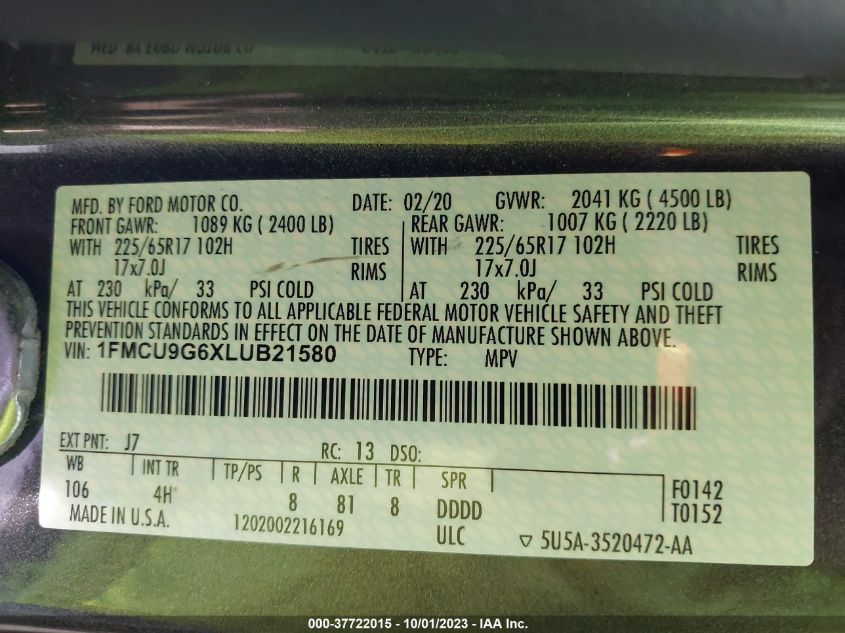 MFD. BY FORD MOTOR CO. DATE: 02/20 GVWR: 2041 KG ( 4500 LB)
FRONT GAWR: 1089 KG ( 2400 LB) REAR GAWR: 1007 KG ( 2220 LB)
WITH 225/65R17 102H TIRES WITH 225/65R17 102H TIRES
17x7.0J RIMS 17x7.0J RIMS
AT 230 kPa/ 33 PSI COLD AT 230 kPa/ 33 PSI COLD
THIS VEHICLE CONFORMS TO ALL APPLICABLE FEDERAL MOTOR VEHICLE SAFETY AND THEFT
PREVENTION STANDARDS IN EFFECT ON THE DATE OF MANUFACTURE SHOWN ABOVE.
VIN: 1FMCU9G6XLUB21580 TYPE: MPV
EXT PNT: J7 RC: 13 DSO:
WB INT TR TP/PS R AXLE TR SPR
106 4H 8 81 8 DDDD
F0142
T0152
MADE IN U.S.A. 1202002216169 ULC 5U5A-3520472-AA
000-37722015 - 10/01/2023 - IAA Inc.